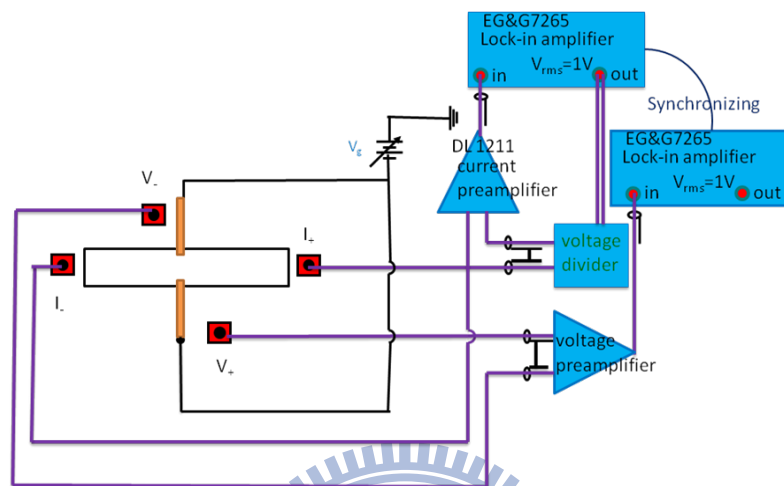 EG&G7265
Lock-in amplifier
Vrms=1V
in
out
Synchronizing
EG&G7265
Lock-in amplifier
Vrms=1V
in
out
Vg
DL 1211
current
preamplifier
V-
I+
voltage
divider
I-
V+
voltage
preamplifier